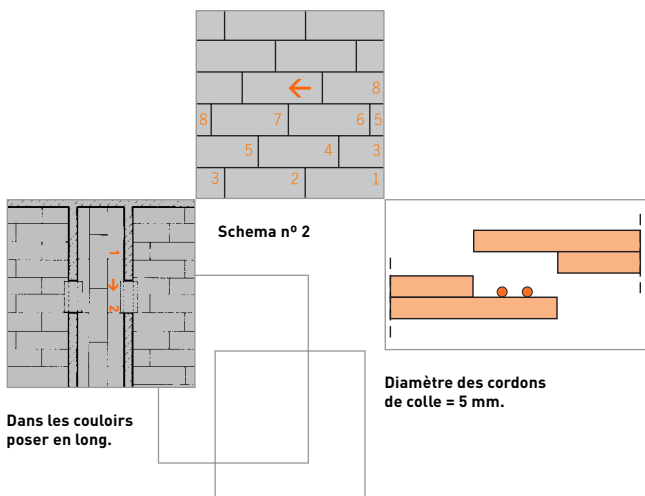 8
8 7 6 5
5 4 3
3 2 1
Schema nº 2
1
2
Dans les couloirs
poser en long.
Diamètre des cordons
de colle = 5 mm.